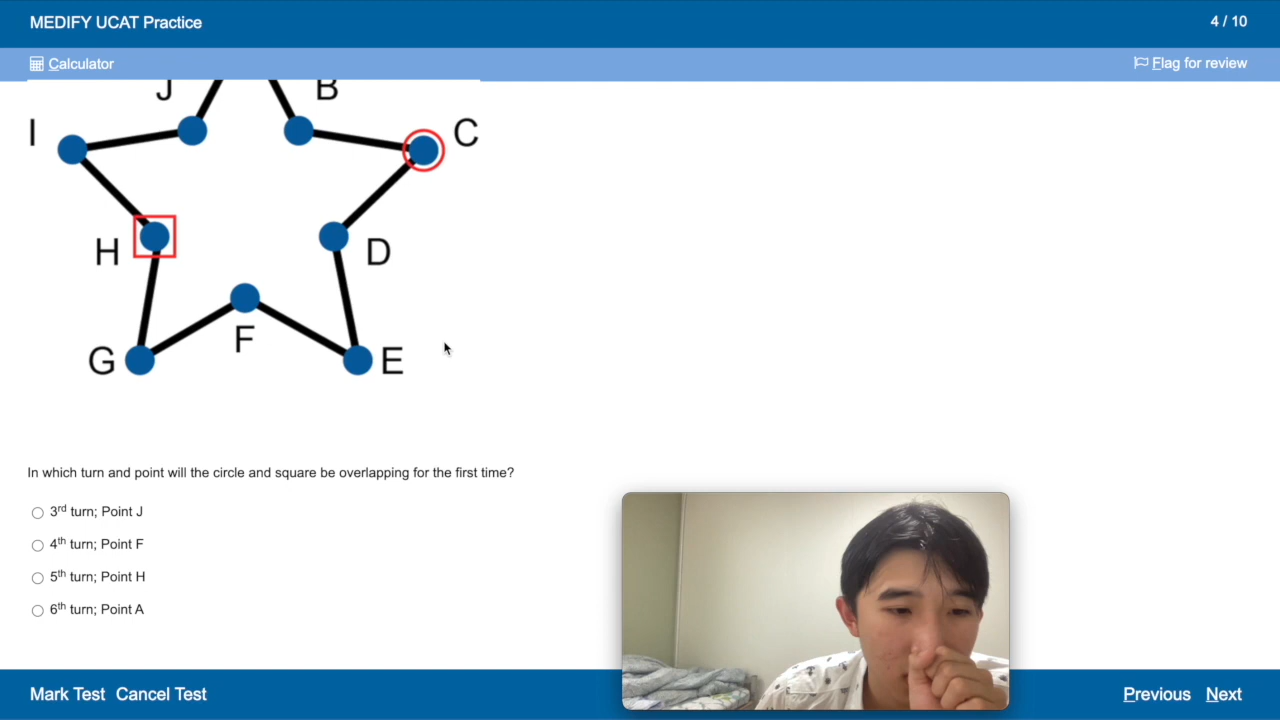 MEDIFY UCAT Practice
4 / 10
Calculator
Flag for review
J
B
I
C
H
D
F
G
E
In which turn and point will the circle and square be overlapping for the first time?
3rd turn; Point J
4th turn; Point F
5th turn; Point H
6th turn; Point A
Mark Test Cancel Test
Previous Next